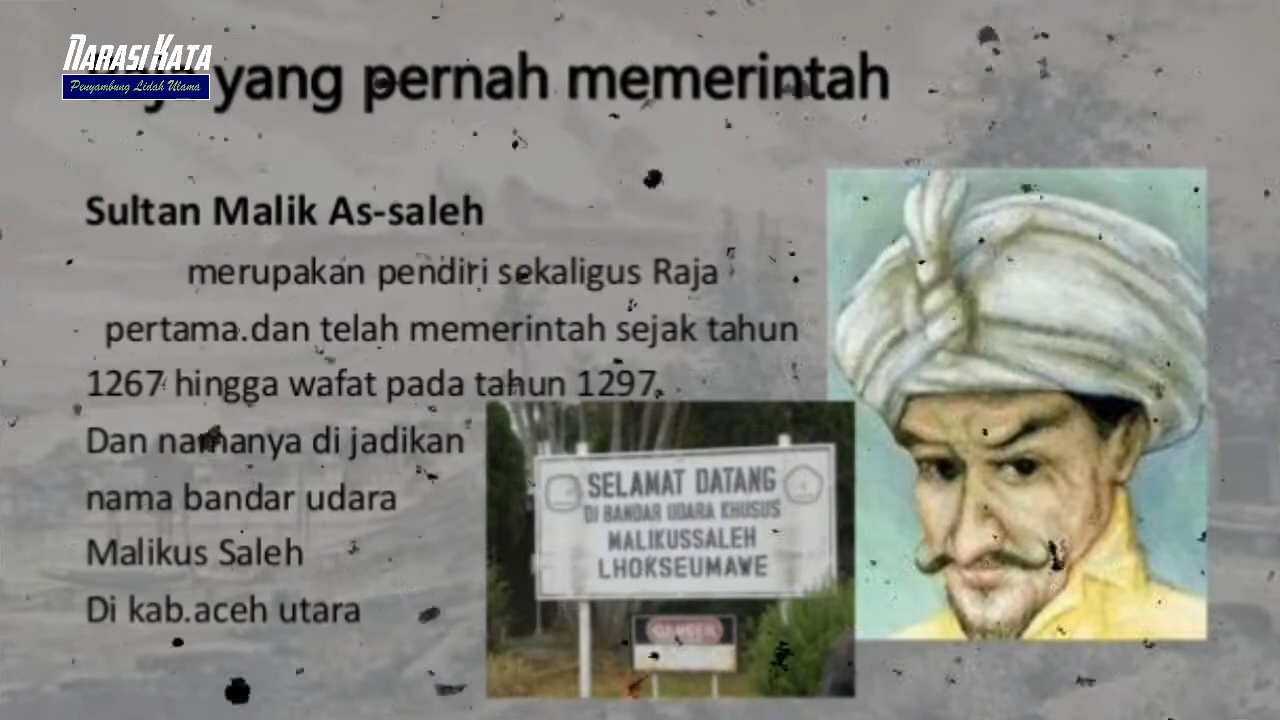 NARASI KATA
Penyambung Lidah Ulama
yang pernah memerintah
Sultan Malik As-saleh
merupakan pendiri sekaligus Raja
pertama.dan telah memerintah sejak tahun
1267 hingga wafat pada tahun 1297.
Dan namanya di jadikan
nama bandar udara
Malikus Saleh
Di kab.aceh utara
SELAMAT DATANG
DI BANDAR UDARA KHUSUS
MALIKUSSALEH
LHOKSEUMAWE
DANGER